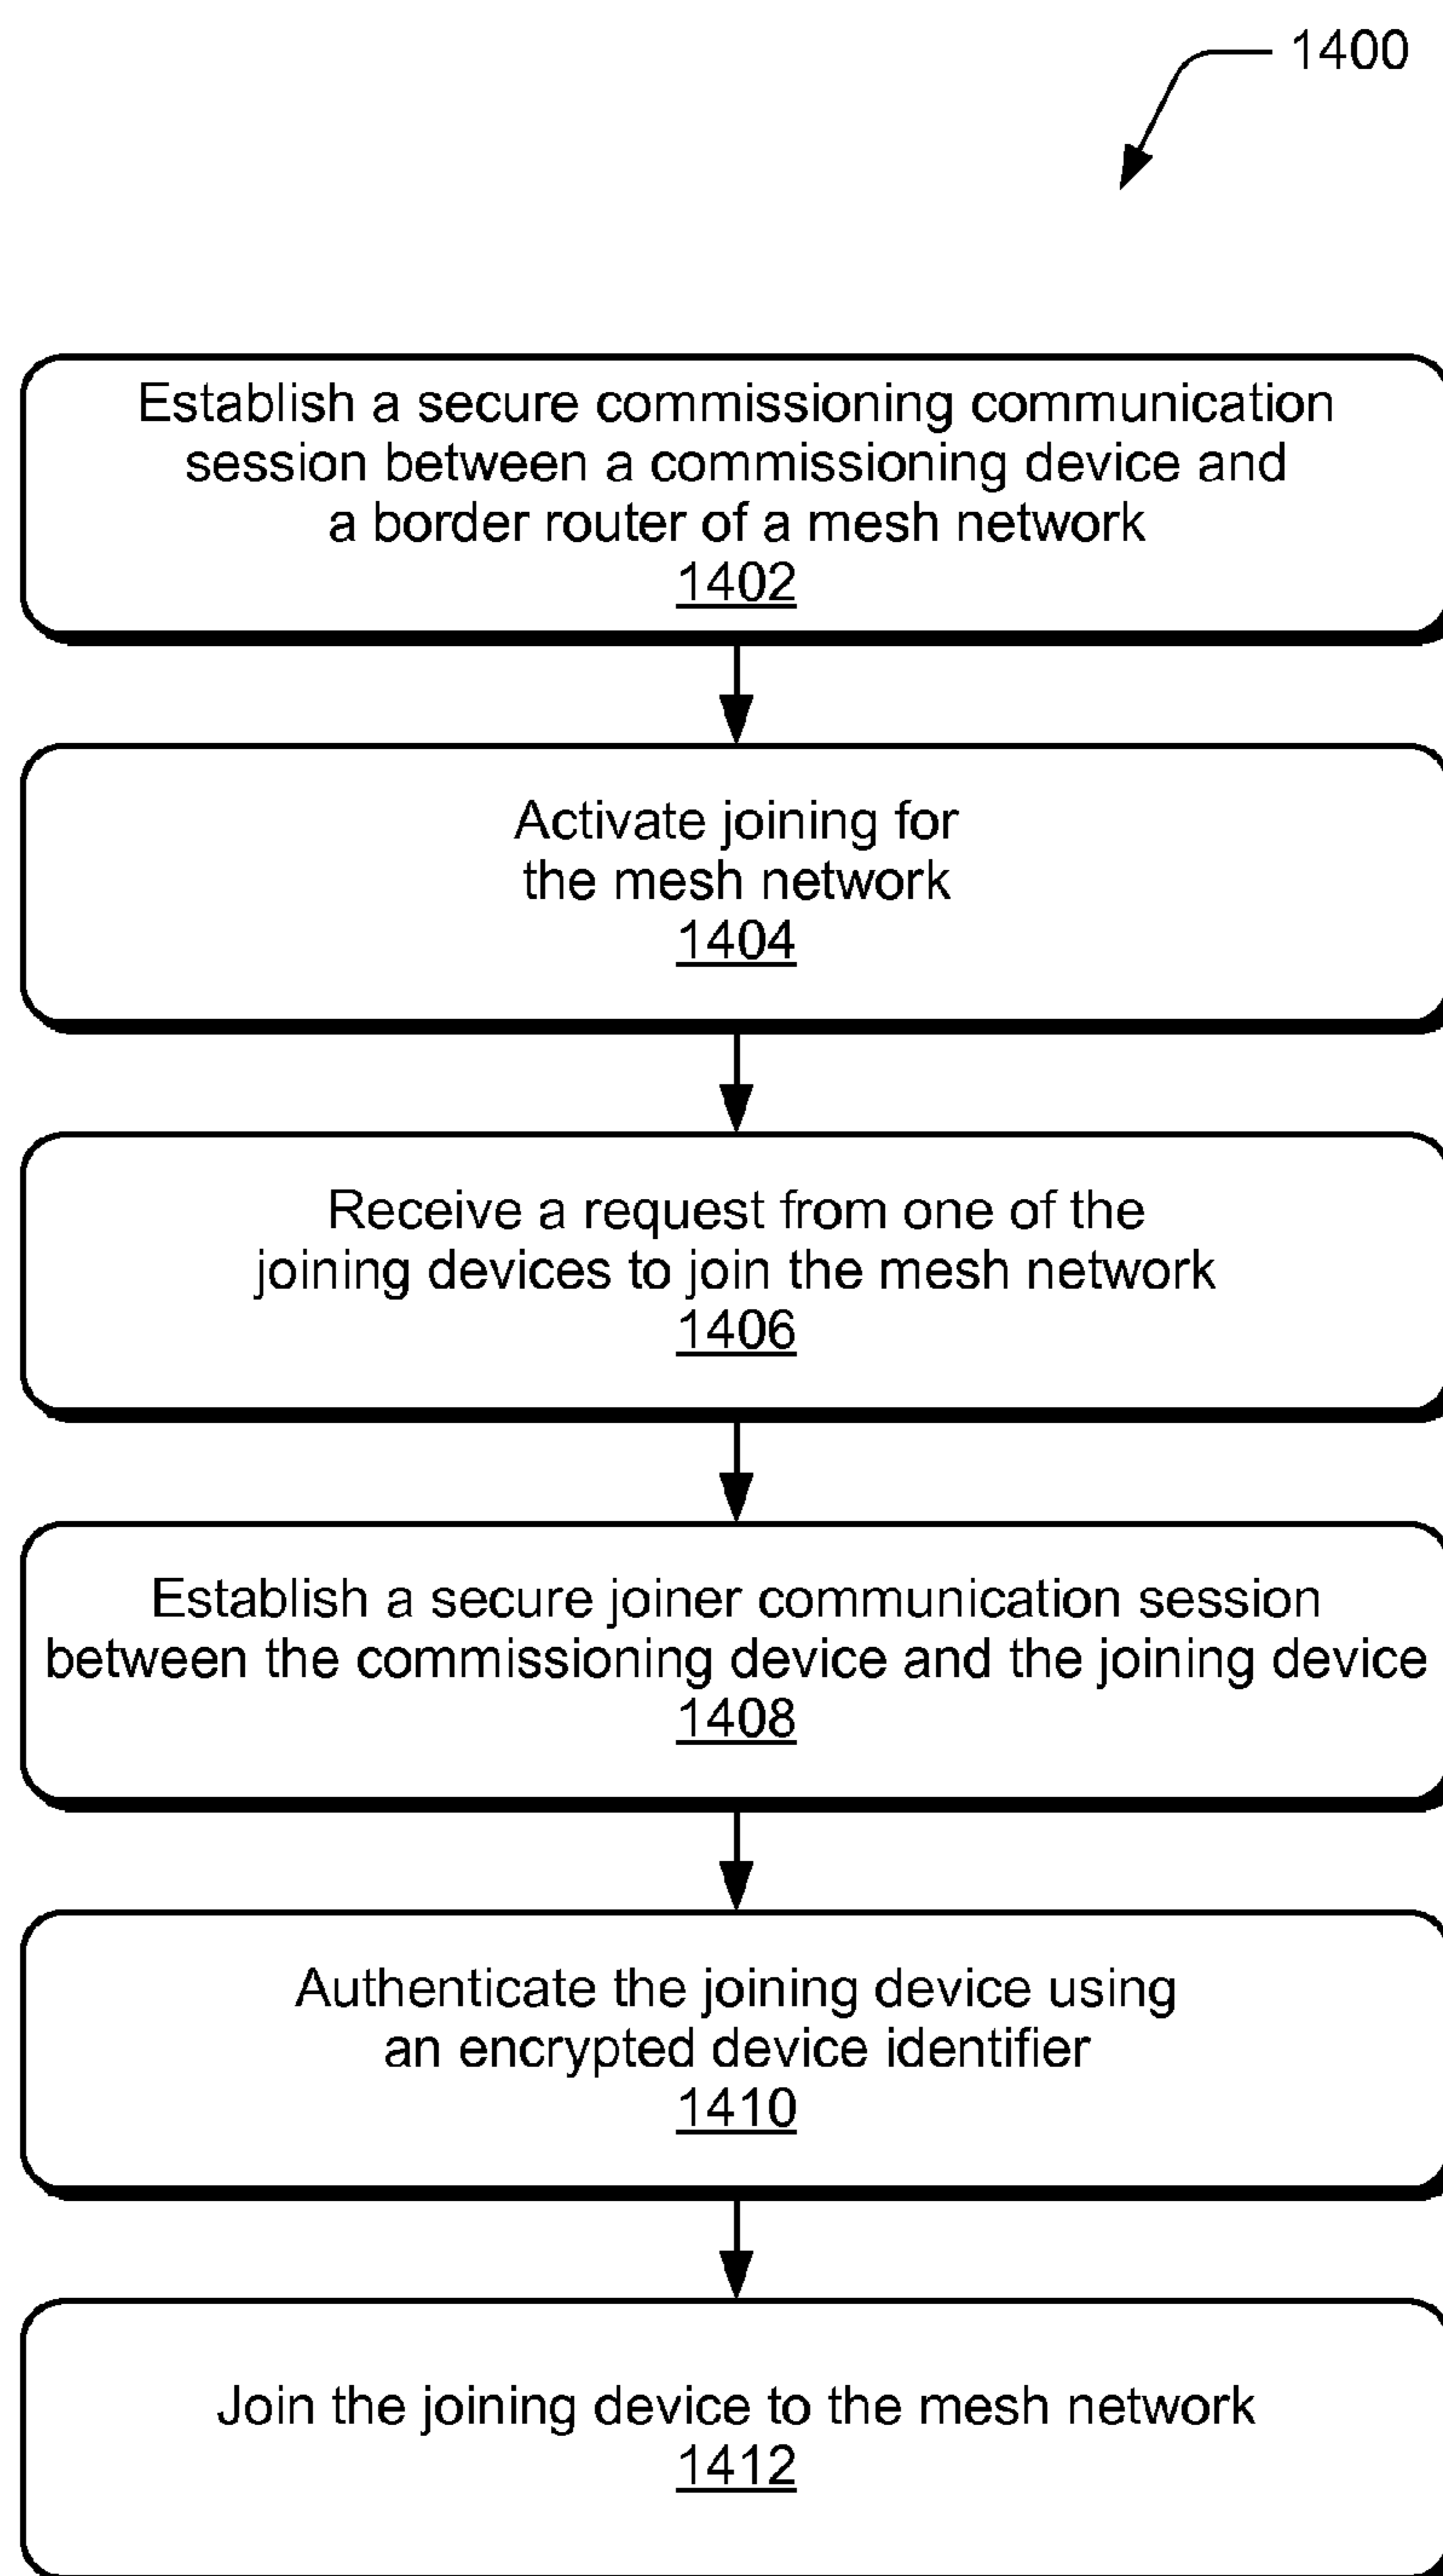 1400
Establish a secure commissioning communication
session between a commissioning device and
a border router of a mesh network
1402
Activate joining for
the mesh network
1404
Receive a request from one of the
joining devices to join the mesh network
1406
Establish a secure joiner communication session
between the commissioning device and the joining device
1408
Authenticate the joining device using
an encrypted device identifier
1410
Join the joining device to the mesh network
1412